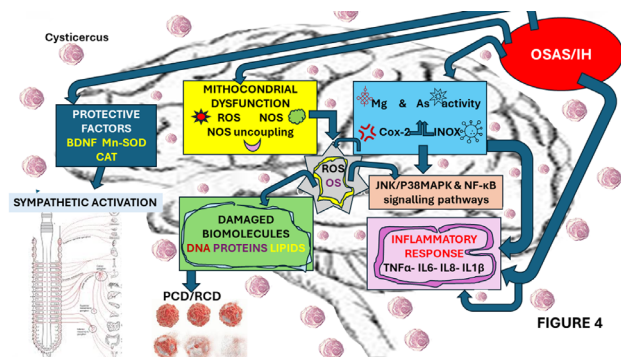 Cysticercus
OSAS/IH
MITHOCONDRIAL
DYSFUNCTION
ROS NOS
NOS uncoupling
Mg & As activity
Cox-2 INOX
PROTECTIVE
FACTORS
BDNF Mn-SOD
CAT
ROS
OS
JNK/P38MAPK & NF-κB
signalling pathways
SYMPATHETIC ACTIVATION
DAMAGED
BIOMOLECULES
DNA PROTEINS LIPIDS
INFLAMMATORY
RESPONSE
TNFα- IL6- IL8- IL1β
PCD/RCD
FIGURE 4